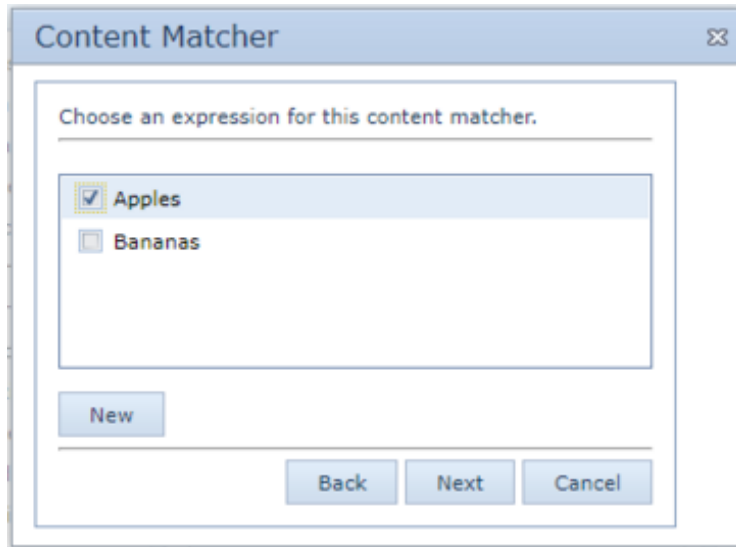 Content Matcher
Choose an expression for this content matcher.
Apples
Bananas
New
Back Next Cancel